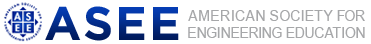 ASEE
AMERICAN SOCIETY FOR
ENGINEERING EDUCATION